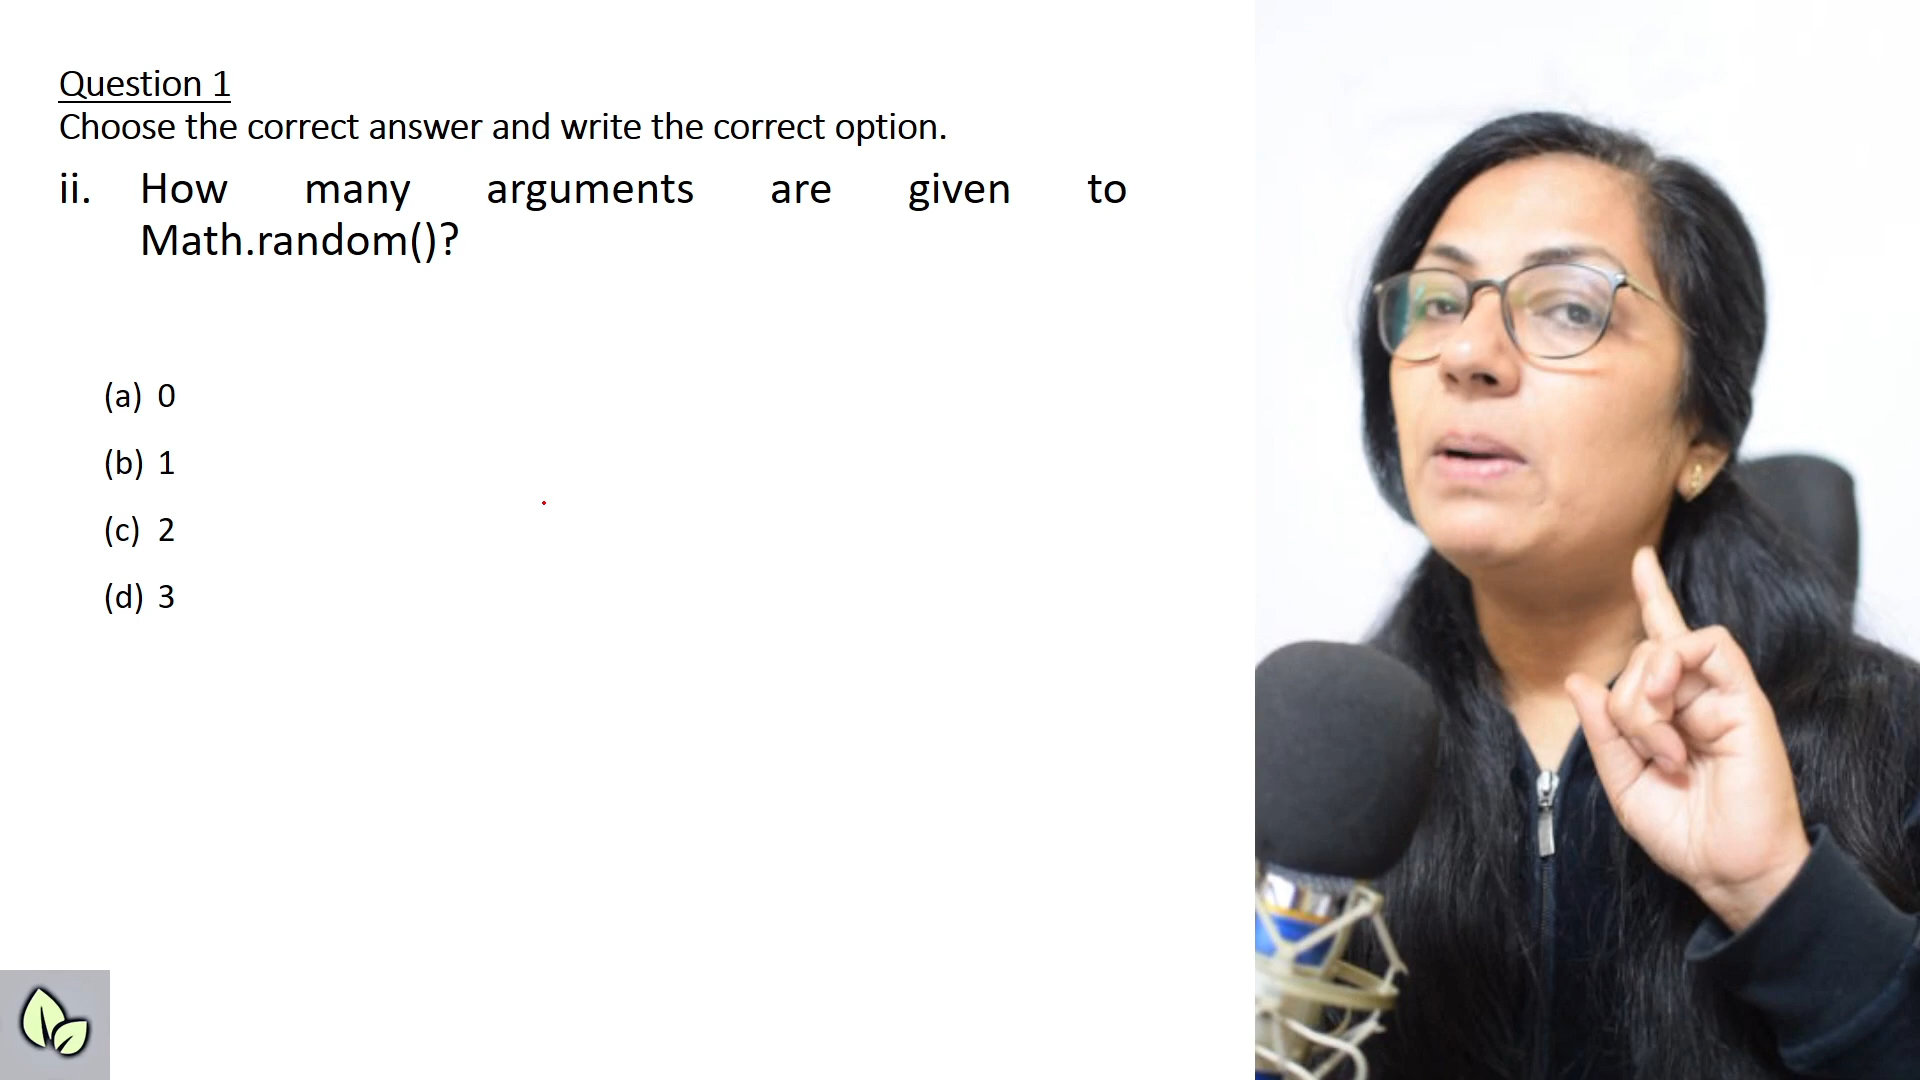 Question 1
Choose the correct answer and write the correct option.
ii. How many arguments are given to
Math.random()?
(a) 0
(b) 1
(c) 2
(d) 3